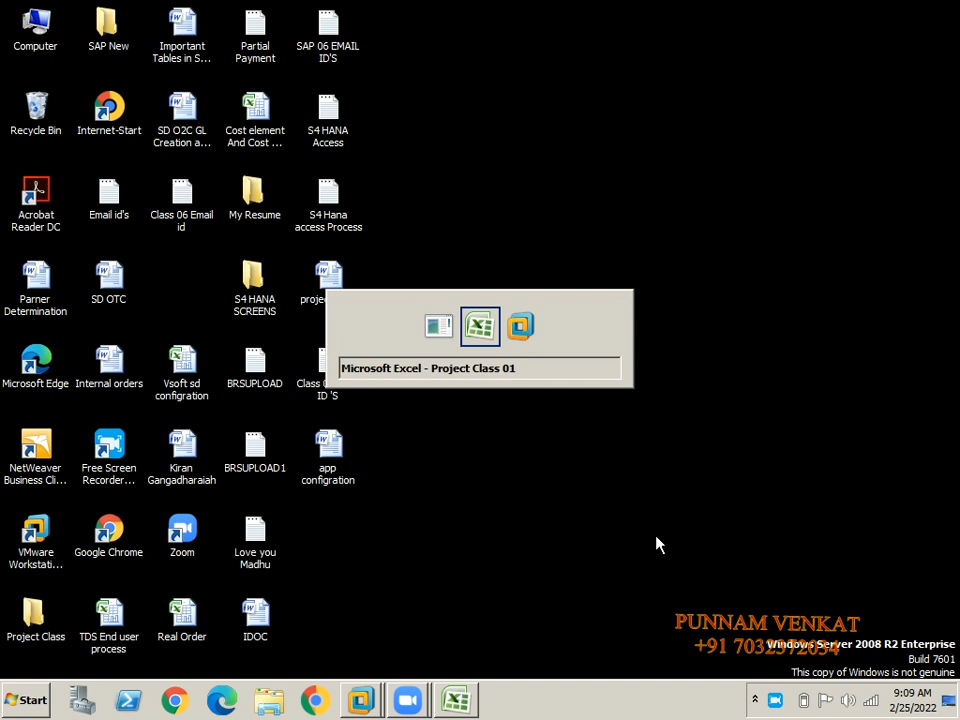 Computer
SAP New
Important
Tables in S...
Partial
Payment
SAP 06 EMAIL
ID'S
Recycle Bin
Internet-Start
SD O2C GL
Creation a...
Cost element
And Cost ...
S4 HANA
Access
Acrobat
Reader DC
Email id's
Class 06 Email
id
My Resume
S4 Hana
access Process
Parner
Determination
SD OTC
S4 HANA
SCREENS
Microsoft Excel - Project Class 01
Microsoft Edge
Internal orders
Vsoft sd
configration
BRSUPLOAD
ID 'S
NetWeaver
Business Cli...
Free Screen
Recorder...
Kiran
Gangadharaiah
BRSUPLOAD1
app
configration
VMware
Workstati...
Google Chrome
Zoom
Love you
Madhu
Project Class
TDS End user
process
Real Order
IDOC
PUNNAM VENKAT
+91 7032372034
Windows Server 2008 R2 Enterprise
Build 7601
This copy of Windows is not genuine
Start
9:09 AM
2/25/2022